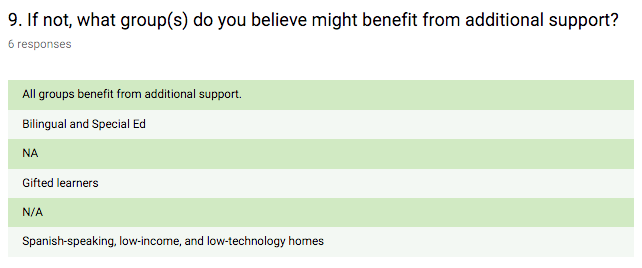 9. If not, what group(s) do you believe might benefit from additional support?
6 responses
All groups benefit from additional support.
Bilingual and Special Ed
NA
Gifted learners
N/A
Spanish-speaking, low-income, and low-technology homes